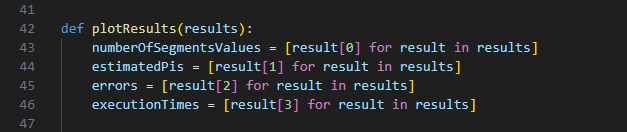 41
42 def plotResults(results):
43     numberOfSegmentsValues = [result[0] for result in results]
44     estimatedPis = [result[1] for result in results]
45     errors = [result[2] for result in results]
46     executionTimes = [result[3] for result in results]
47